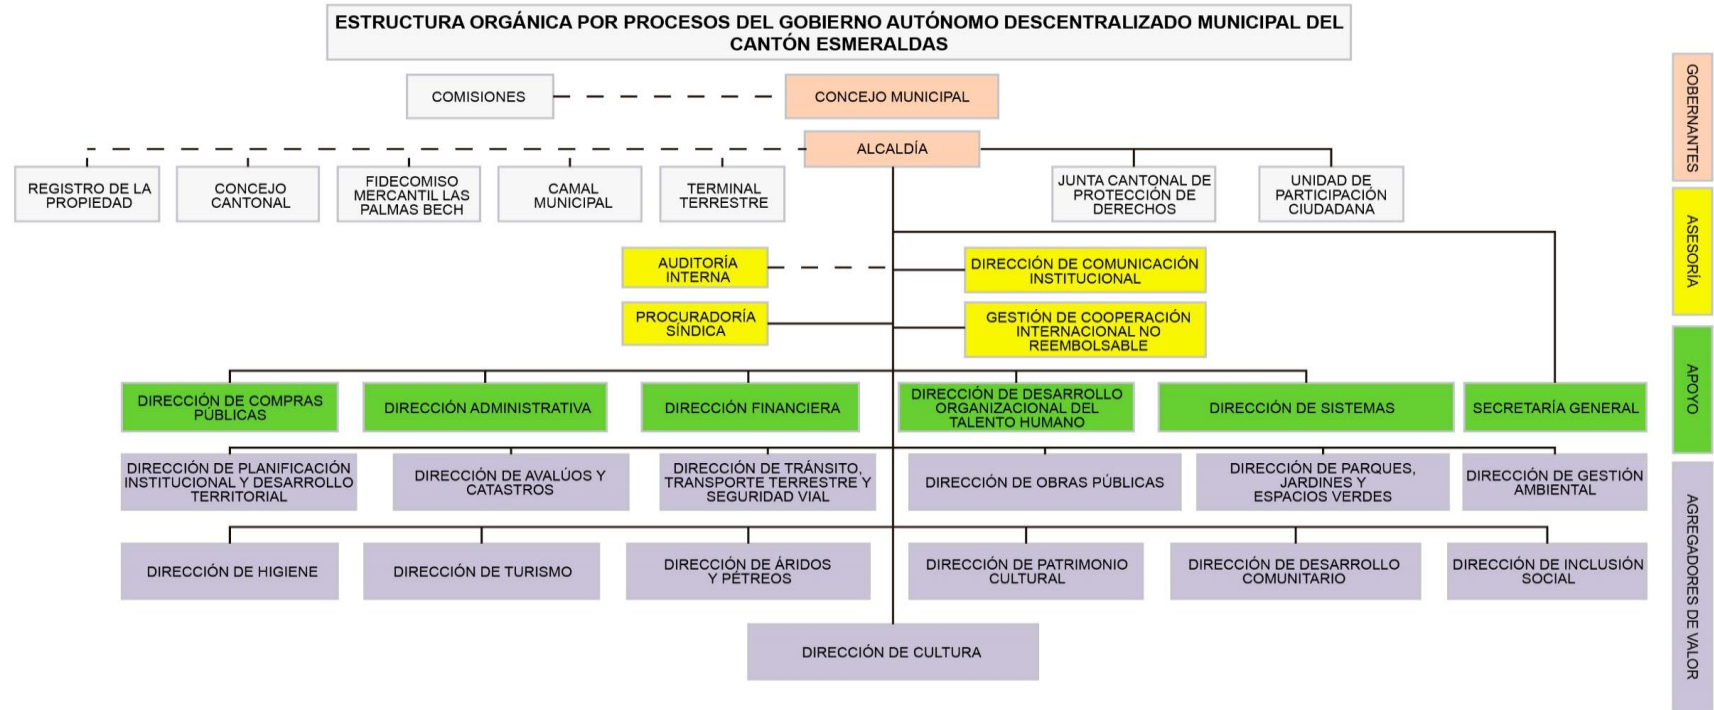 ESTRUCTURA ORGÁNICA POR PROCESOS DEL GOBIERNO AUTÓNOMO DESCENTRALIZADO MUNICIPAL DEL
CANTÓN ESMERALDAS
COMISIONES
CONCEJO MUNICIPAL
ALCALDÍA
REGISTRO DE LA
PROPIEDAD
CONCEJO
CANTONAL
FIDECOMISO
MERCANTIL LAS
PALMAS BECH
CAMAL
MUNICIPAL
TERMINAL
TERRESTRE
JUNTA CANTONAL DE
PROTECCIÓN DE
DERECHOS
UNIDAD DE
PARTICIPACIÓN
CIUDADANA
GOBERNANTES
AUDITORÍA
INTERNA
DIRECCIÓN DE COMUNICACIÓN
INSTITUCIONAL
PROCURADORÍA
SÍNDICA
GESTIÓN DE COOPERACIÓN
INTERNACIONAL NO
REEMBOLSABLE
ASESORÍA
DIRECCIÓN DE COMPRAS
PÚBLICAS
DIRECCIÓN ADMINISTRATIVA
DIRECCIÓN FINANCIERA
DIRECCIÓN DE DESARROLLO
ORGANIZACIONAL DEL
TALENTO HUMANO
DIRECCIÓN DE SISTEMAS
SECRETARÍA GENERAL
APOYO
DIRECCIÓN DE PLANIFICACIÓN
INSTITUCIONAL Y DESARROLLO
TERRITORIAL
DIRECCIÓN DE AVALÚOS Y
CATASTROS
DIRECCIÓN DE TRÁNSITO,
TRANSPORTE TERRESTRE Y
SEGURIDAD VIAL
DIRECCIÓN DE OBRAS PÚBLICAS
DIRECCIÓN DE PARQUES,
JARDINES Y
ESPACIOS VERDES
DIRECCIÓN DE GESTIÓN
AMBIENTAL
DIRECCIÓN DE HIGIENE
DIRECCIÓN DE TURISMO
DIRECCIÓN DE ÁRIDOS
Y PÉTREOS
DIRECCIÓN DE PATRIMONIO
CULTURAL
DIRECCIÓN DE DESARROLLO
COMUNITARIO
DIRECCIÓN DE INCLUSIÓN
SOCIAL
DIRECCIÓN DE CULTURA
AGREGADORES DE VALOR